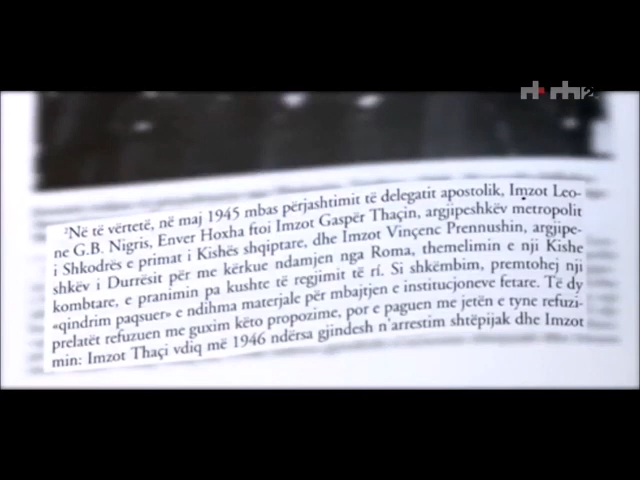 rtsh2
²Në të vërtetë, në maj 1945 mbas përjashtimit të delegatit apostolik, Imzot Leo-
ne G.B. Nigris, Enver Hoxha ftoi Imzot Gaspër Thaçin, argjipeshkëv metropolit
i Shkodrës e primat i Kishës shqiptare, dhe Imzot Vinçenc Prennushin, argjipe-
shkëv i Durrësit për me kërkue ndamjen nga Roma, themelimin e nji Kishe
kombtare, e pranimin pa kushte të regjimit të rí. Si shkëmbim, premtohej nji
«qindrim paqsuer» e ndihma materjale për mbajtjen e institucjoneve fetare. Të dy
prelatët refuzuen me guxim këto propozime, por e paguen me jetën e tyne refuzi-
min: Imzot Thaçi vdiq më 1946 ndërsa gjindesh n'arrestim shtëpijak dhe Imzot